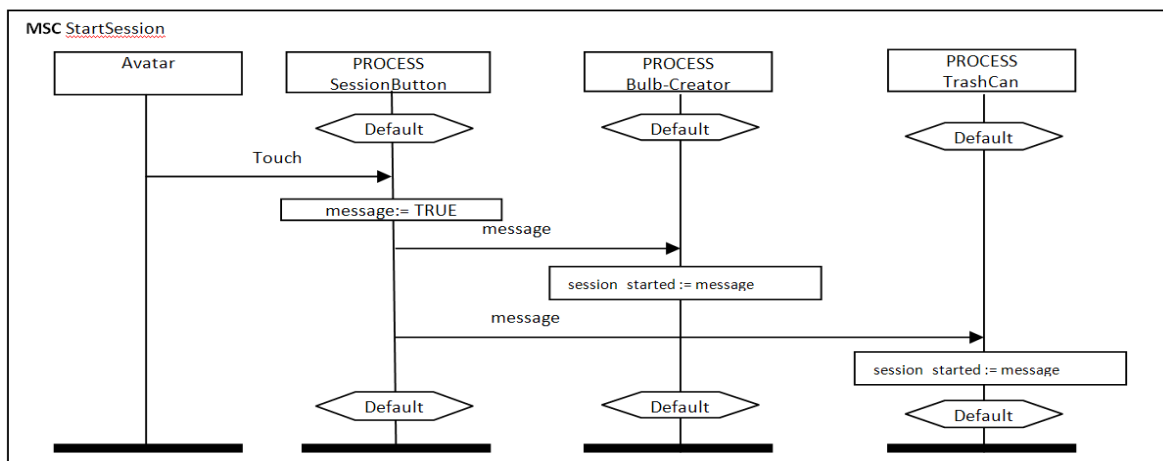 MSC StartSession
Avatar
PROCESS
SessionButton
PROCESS
Bulb-Creator
PROCESS
TrashCan
Default
Default
Default
Touch
message:= TRUE
message
session started := message
message
session started := message
Default
Default
Default